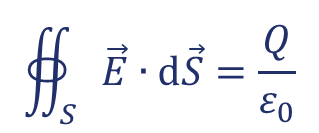 ∯_S E⃗ · dS⃗ = Q/ε₀